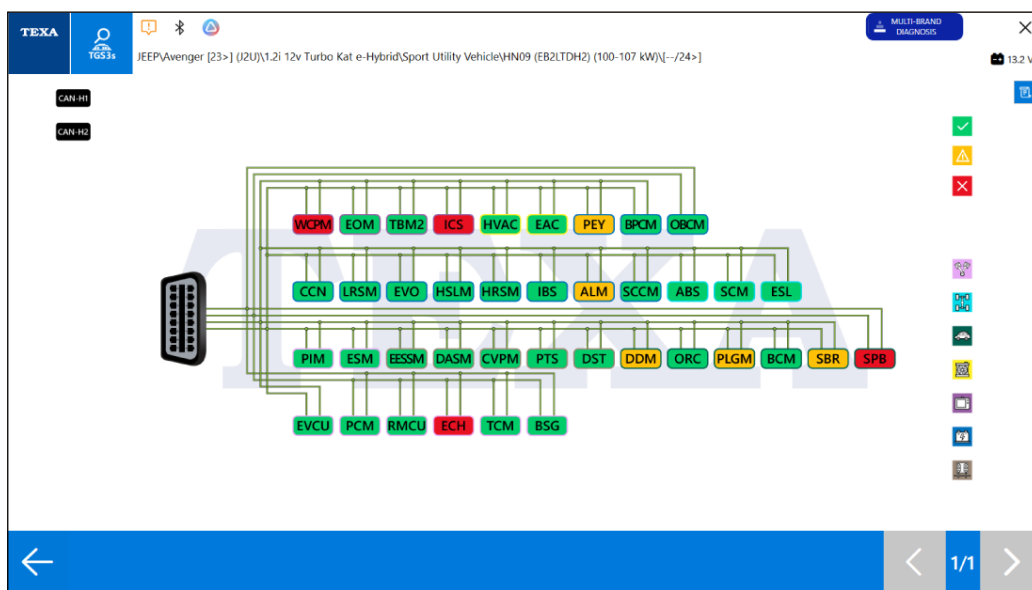 TEXA
TGS3s
MULTI-BRAND
DIAGNOSIS
JEEP\Avenger [23>] (J2U)\1.2i 12v Turbo Kat e-Hybrid\Sport Utility Vehicle\HN09 (EB2LTDH2) (100-107 kW)\[--/24>]
13.2 V
CAN-H1
CAN-H2
WCPM EOM TBM2 ICS HVAC EAC PEY BPCM OBCM
CCN LRSM EVO HSLM HRSM IBS ALM SCCM ABS SCM ESL
PIM ESM EESSM DASM CVPM PTS DST DDM ORC PLGM BCM SBR SPB
EVCU PCM RMCU ECH TCM BSG
TEXA
1/1